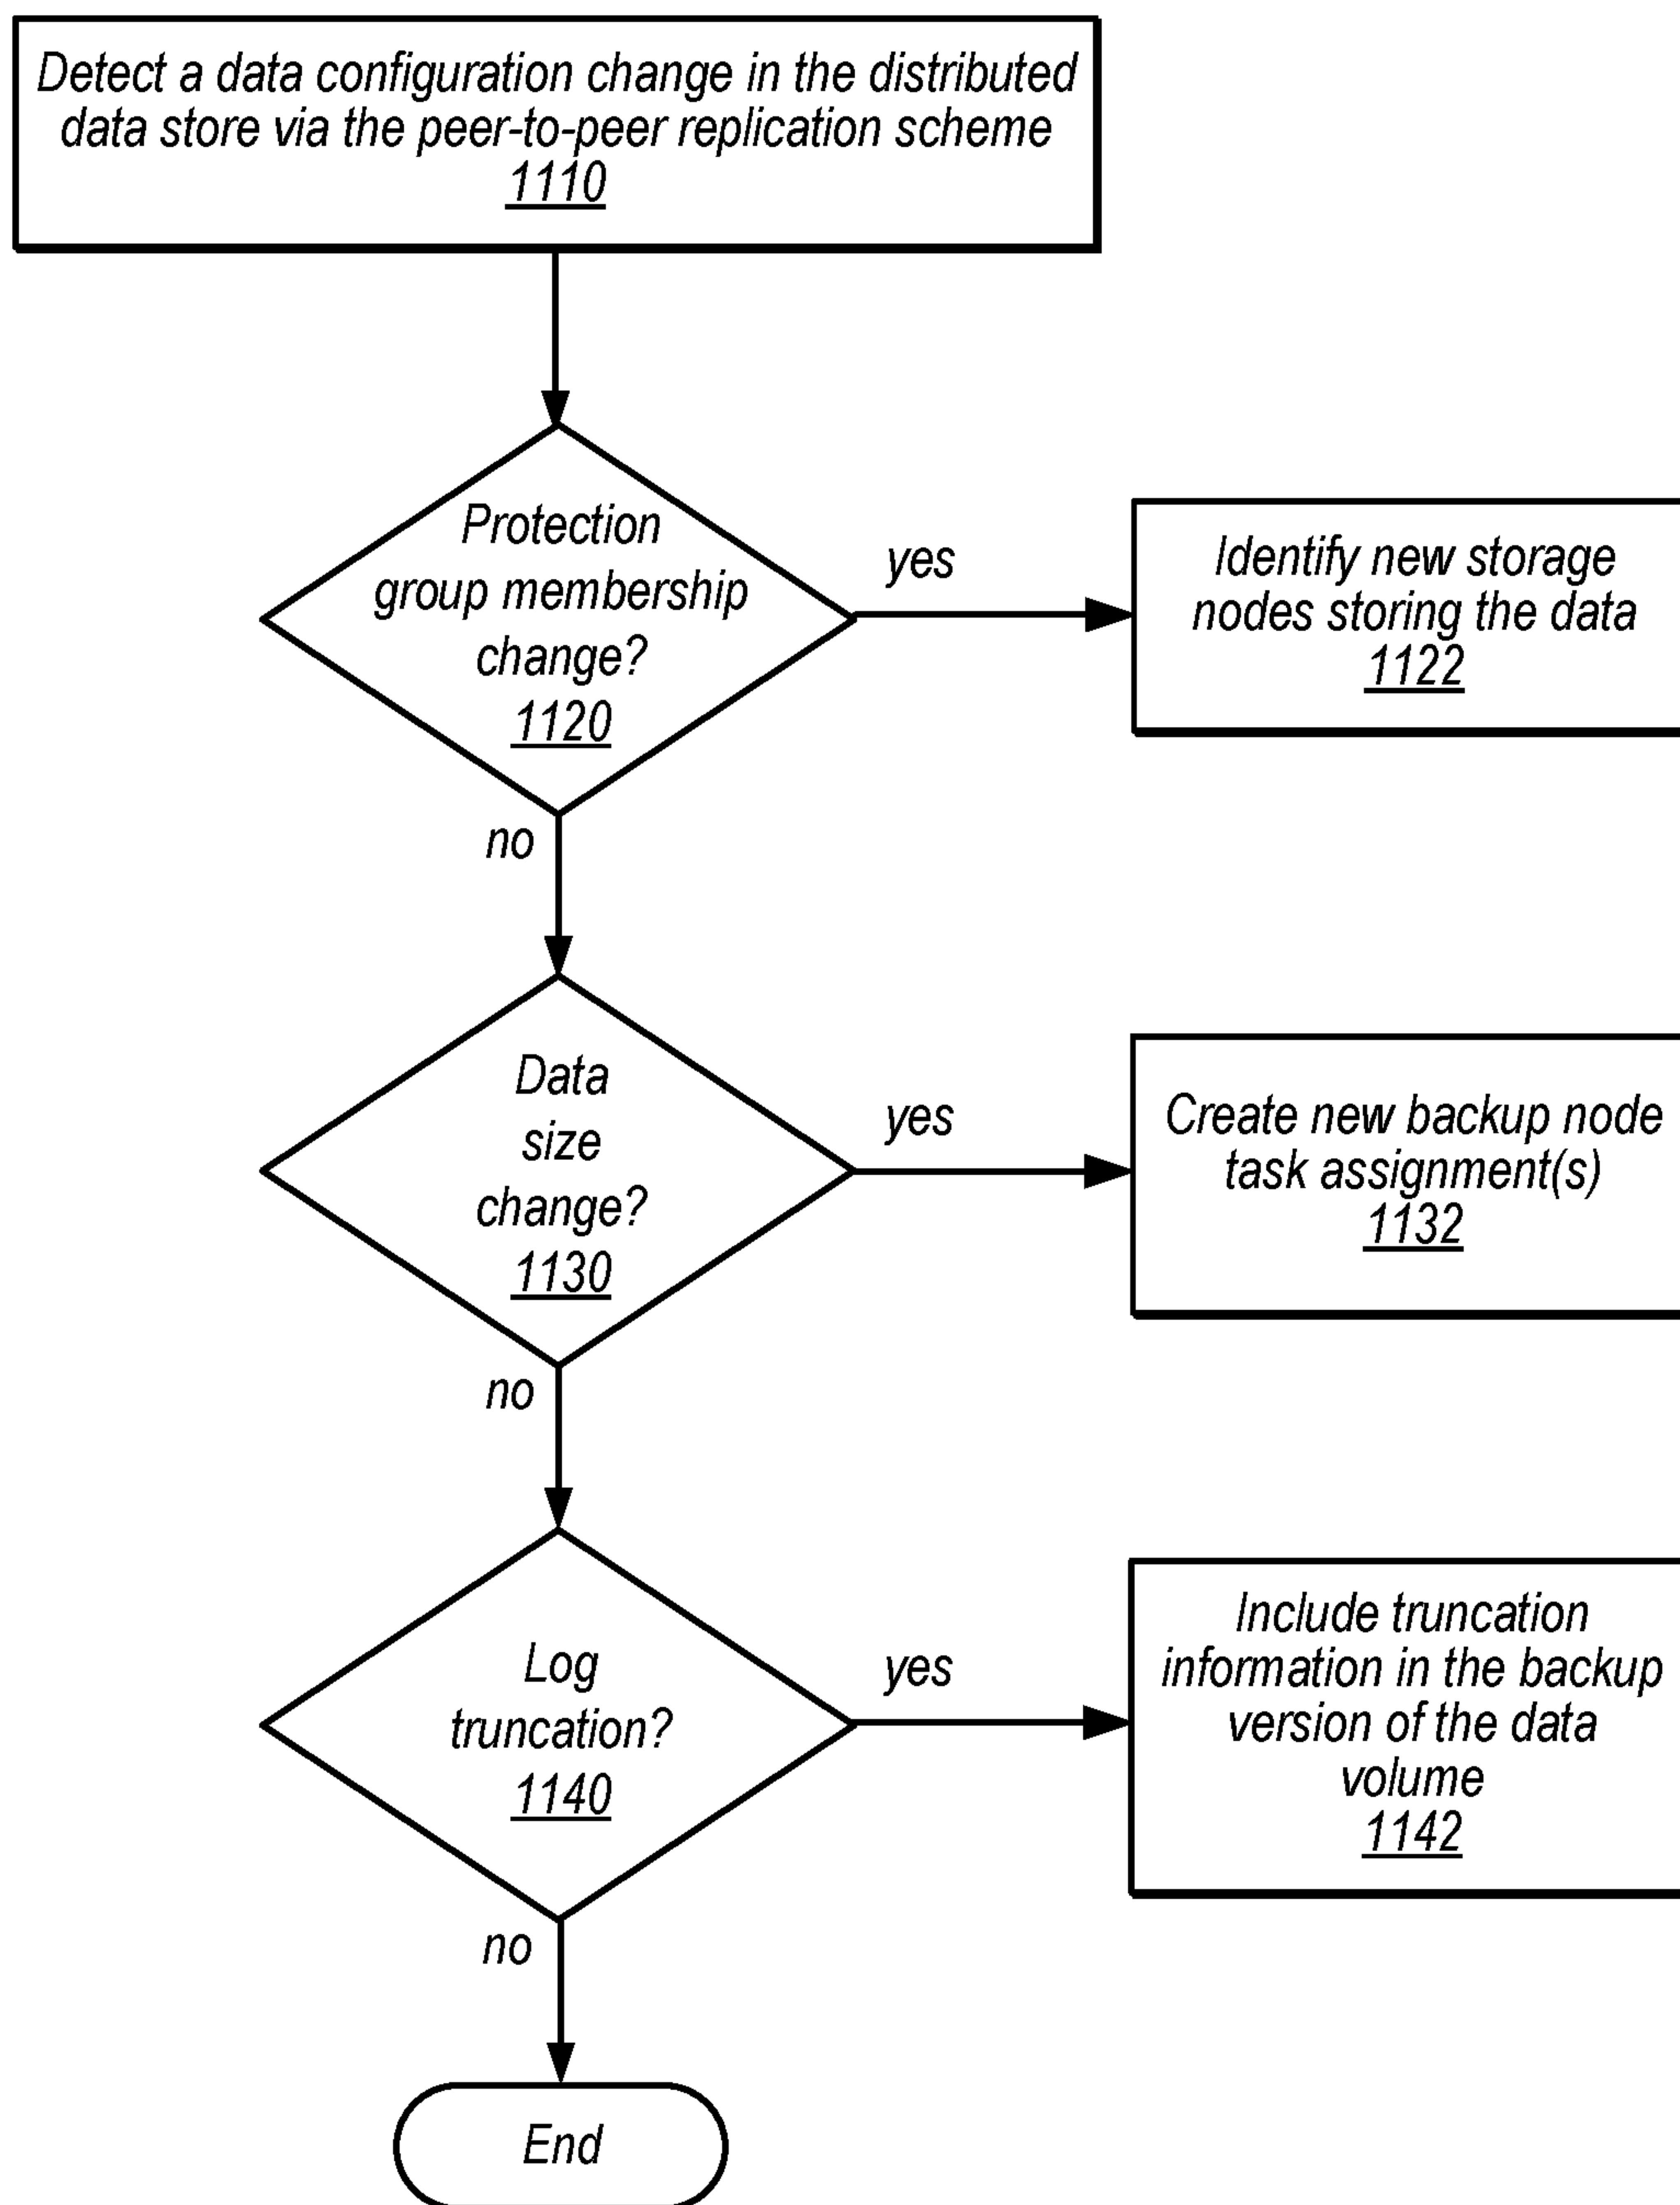 Detect a data configuration change in the distributed
data store via the peer-to-peer replication scheme
1110
Protection
group membership
change?
1120
yes
Identify new storage
nodes storing the data
1122
no
Data
size
change?
1130
yes
Create new backup node
task assignment(s)
1132
no
Log
truncation?
1140
yes
Include truncation
information in the backup
version of the data
volume
1142
no
End